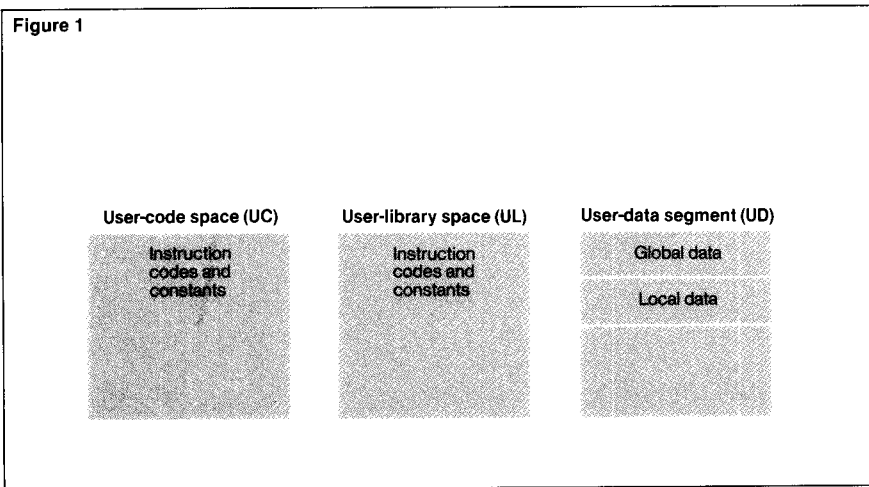 Figure 1
User-code space (UC)
Instruction
codes and
constants
User-library space (UL)
Instruction
codes and
constants
User-data segment (UD)
Global data
Local data